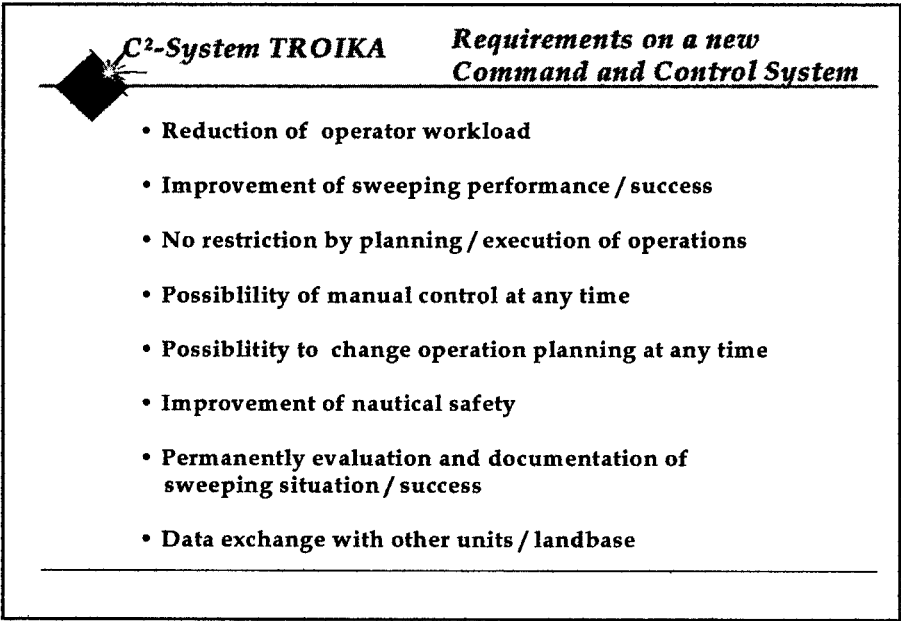 C²-System TROIKA
Requirements on a new
Command and Control System
• Reduction of operator workload
• Improvement of sweeping performance / success
• No restriction by planning / execution of operations
• Possiblility of manual control at any time
• Possiblitity to change operation planning at any time
• Improvement of nautical safety
• Permanently evaluation and documentation of
sweeping situation / success
• Data exchange with other units / landbase